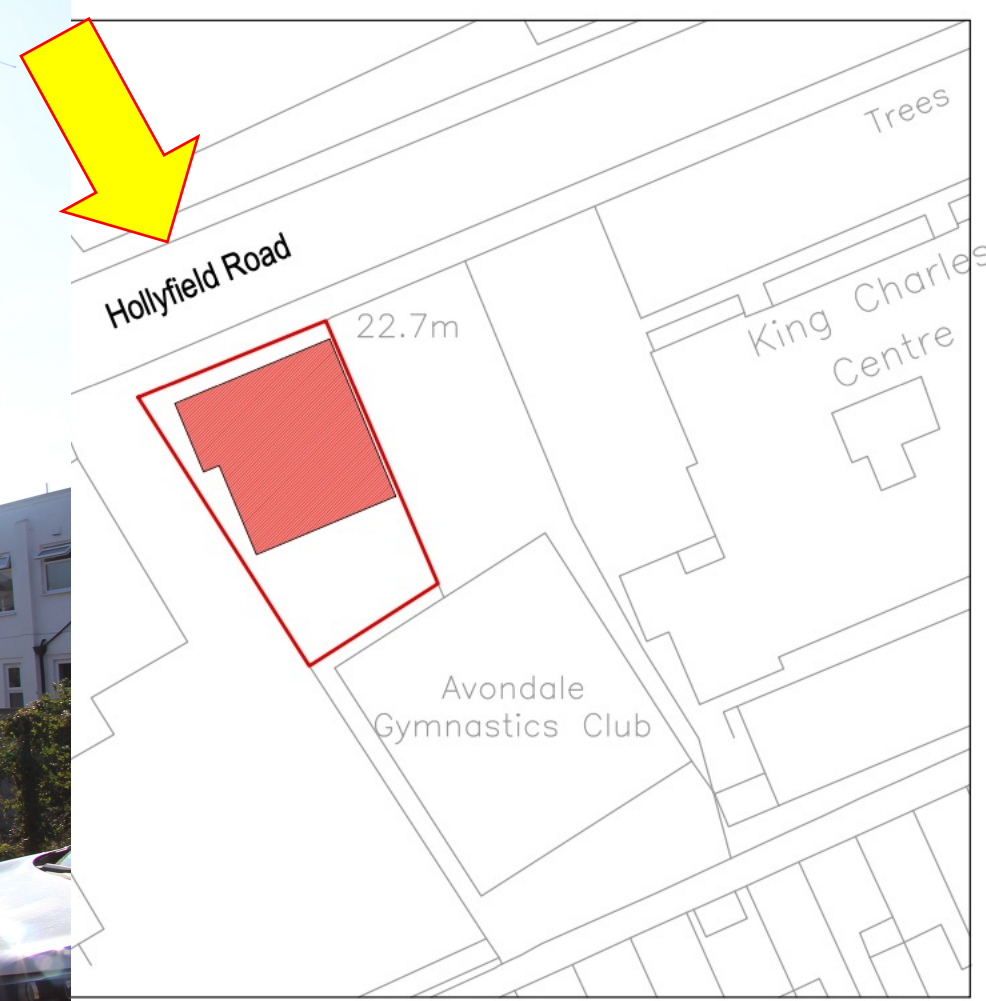 Trees
Hollyfield Road
22.7m
King Charles
Centre
Avondale
Gymnastics Club